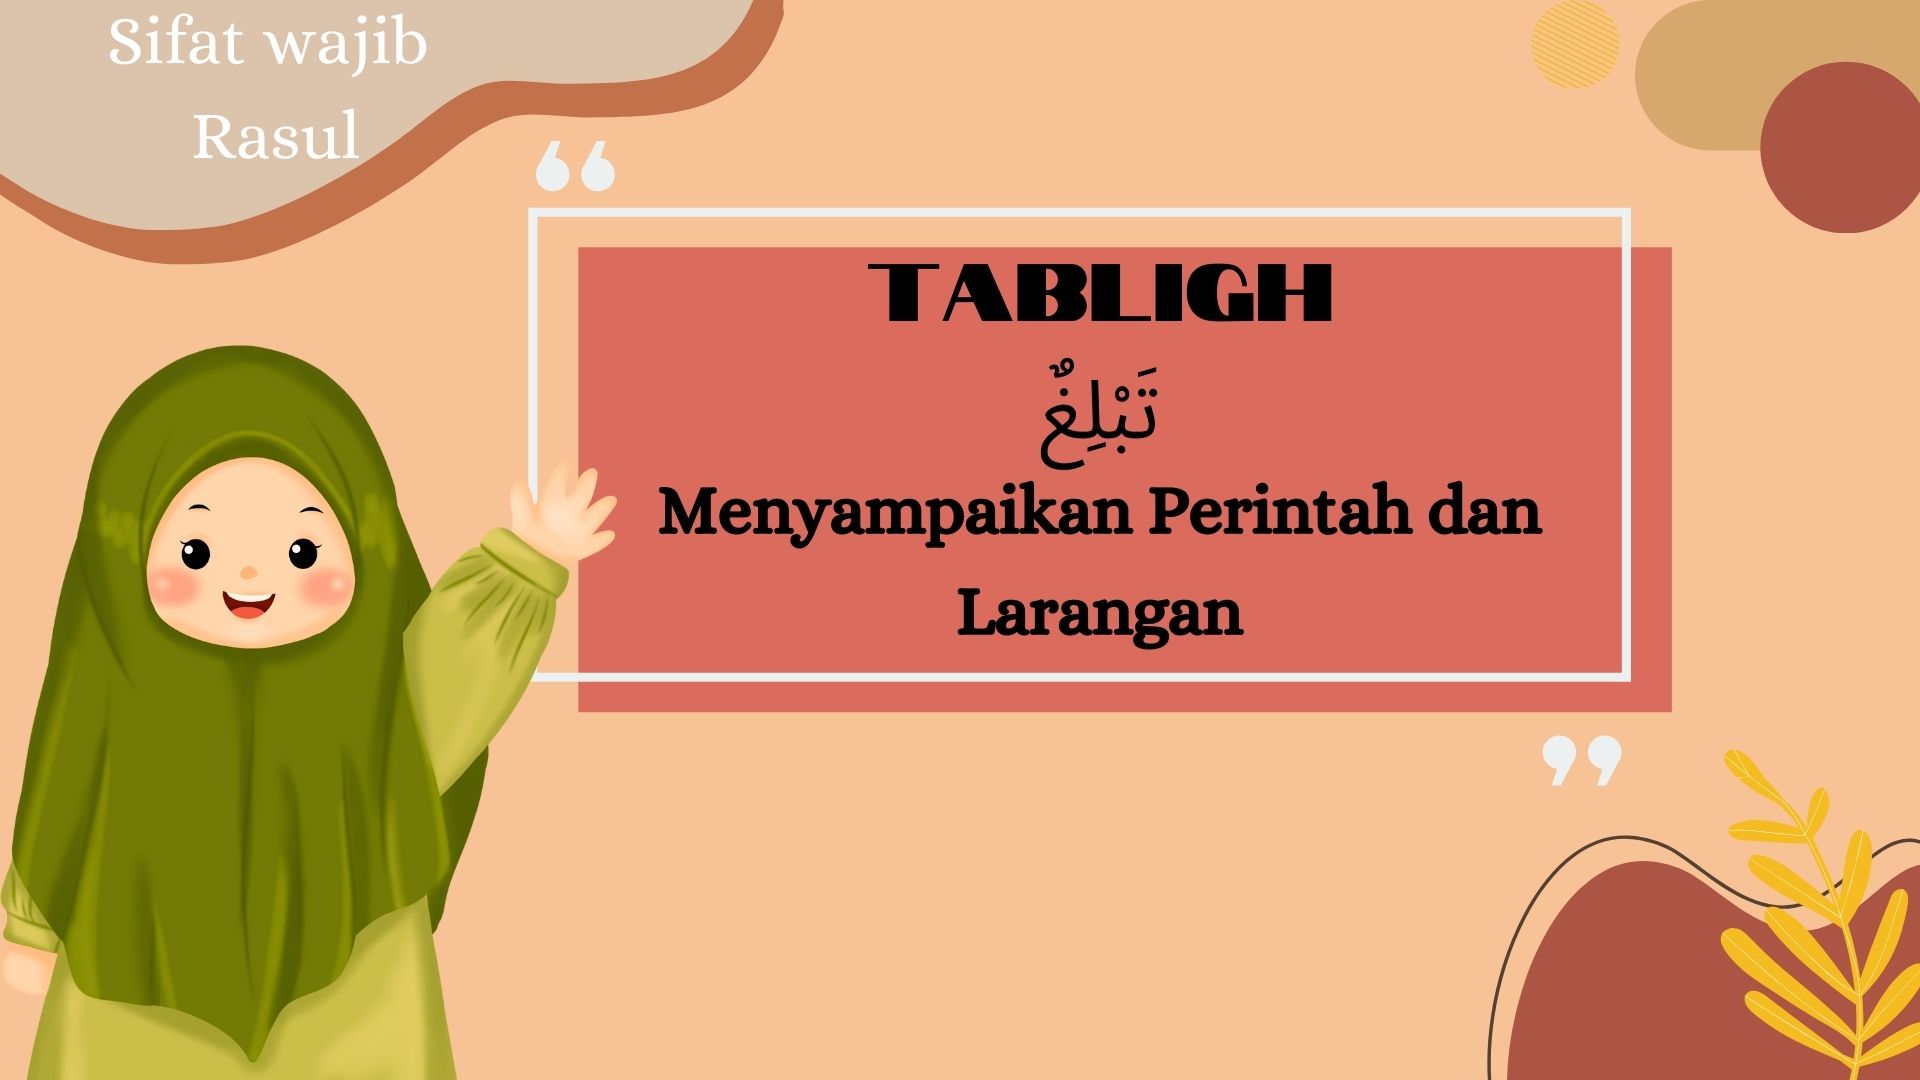 Sifat wajib
Rasul
TABLIGH
تَبْلِغٌ
Menyampaikan Perintah dan
Larangan